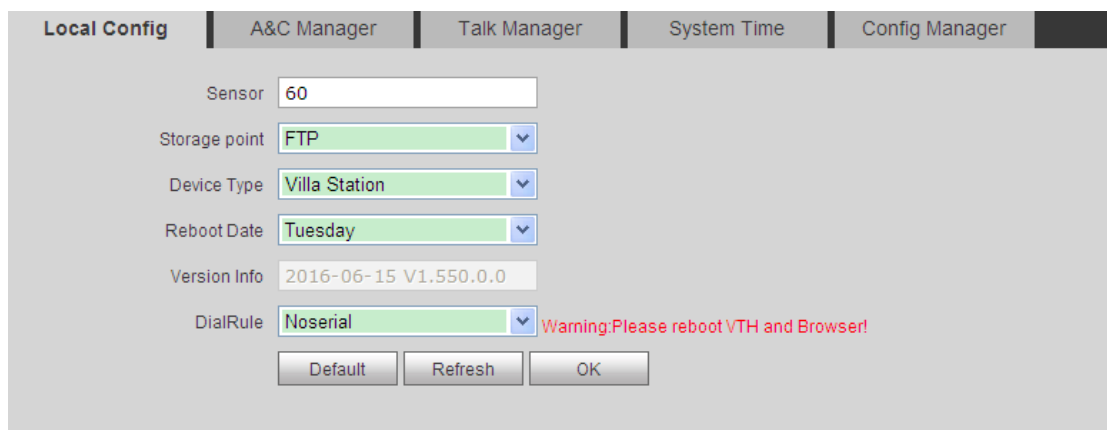 Local Config A&C Manager Talk Manager System Time Config Manager
Sensor 60
Storage point FTP
Device Type Villa Station
Reboot Date Tuesday
Version Info 2016-06-15 V1.550.0.0
DialRule Noserial Warning:Please reboot VTH and Browser!
Default Refresh OK